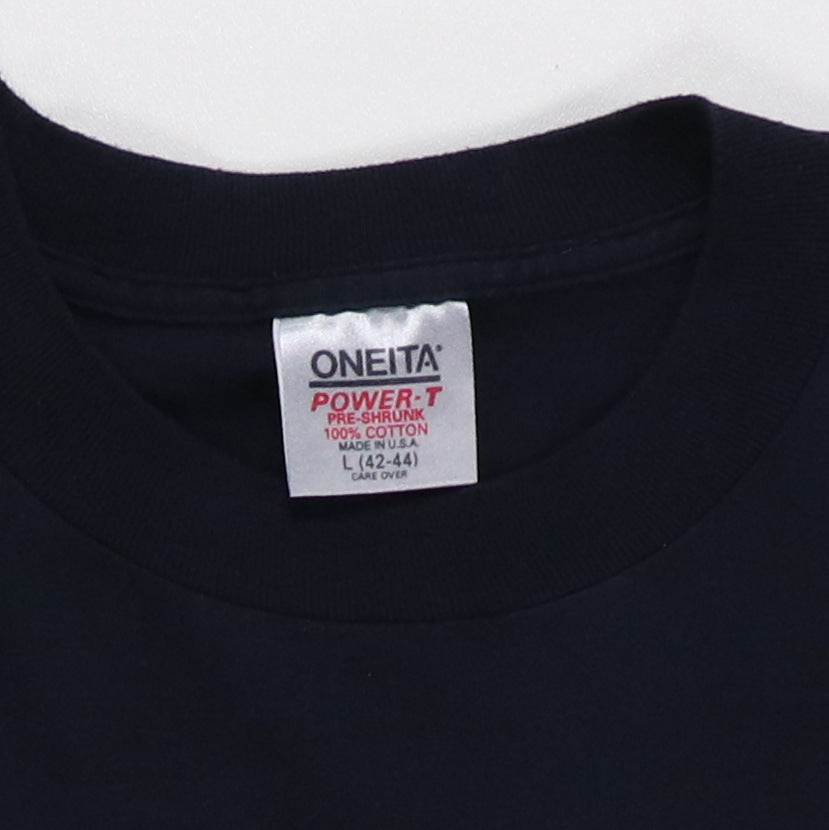 ONEITA®
POWER-T
PRE-SHRUNK
100% COTTON
MADE IN U.S.A.
L (42-44)
CARE OVER